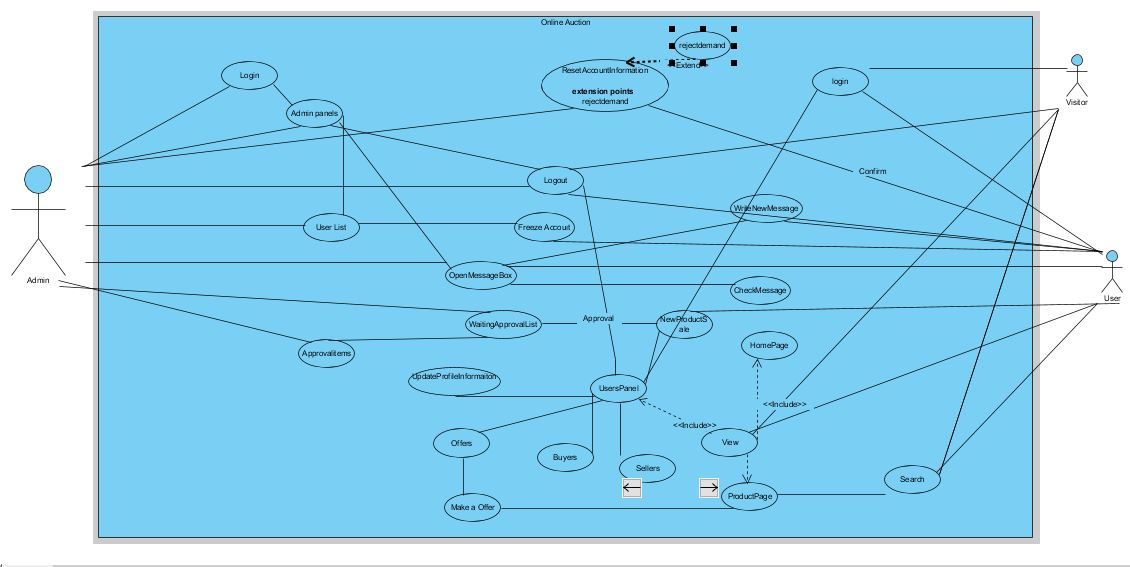 Online Auction
rejectdemand
<<Extend>>
ResetAccountInformation
extension points
rejectdemand
Login
login
Visitor
Admin panels
Confirm
Logout
WriteNewMessage
User List
Freeze Accouit
Admin
OpenMessageBox
CheckMessage
User
WaitingApprovalList
Approval
NewProductS
ale
HomePage
Approvalitems
UpdateProfileInformaiton
UsersPanel
<<Include>>
<<Include>>
Offers
View
Buyers
Sellers
Search
ProductPage
Make a Offer